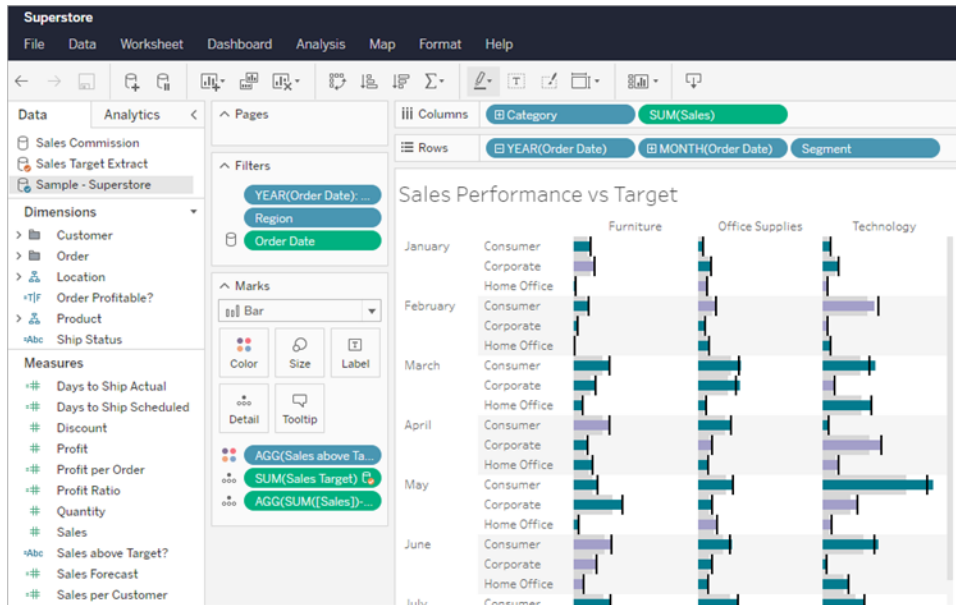 Superstore
File Data Worksheet Dashboard Analysis Map Format Help
Data Analytics
Sales Commission
Sales Target Extract
Sample - Superstore
Dimensions
Customer
Order
Location
T|F Order Profitable?
Product
Abc Ship Status
Measures
Days to Ship Actual
Days to Ship Scheduled
Discount
Profit
Profit per Order
Profit Ratio
Quantity
Sales
Abc Sales above Target?
Sales Forecast
Sales per Customer
Pages
Filters
YEAR(Order Date): ...
Region
Order Date
Marks
Bar
Color Size Label
Detail Tooltip
AGG(Sales above Ta...
SUM(Sales Target)
AGG(SUM([Sales])-...
Columns Category SUM(Sales)
Rows YEAR(Order Date) MONTH(Order Date) Segment
Sales Performance vs Target
Furniture Office Supplies Technology
January Consumer
Corporate
Home Office
February Consumer
Corporate
Home Office
March Consumer
Corporate
Home Office
April Consumer
Corporate
Home Office
May Consumer
Corporate
Home Office
June Consumer
Corporate
Home Office
July Consumer